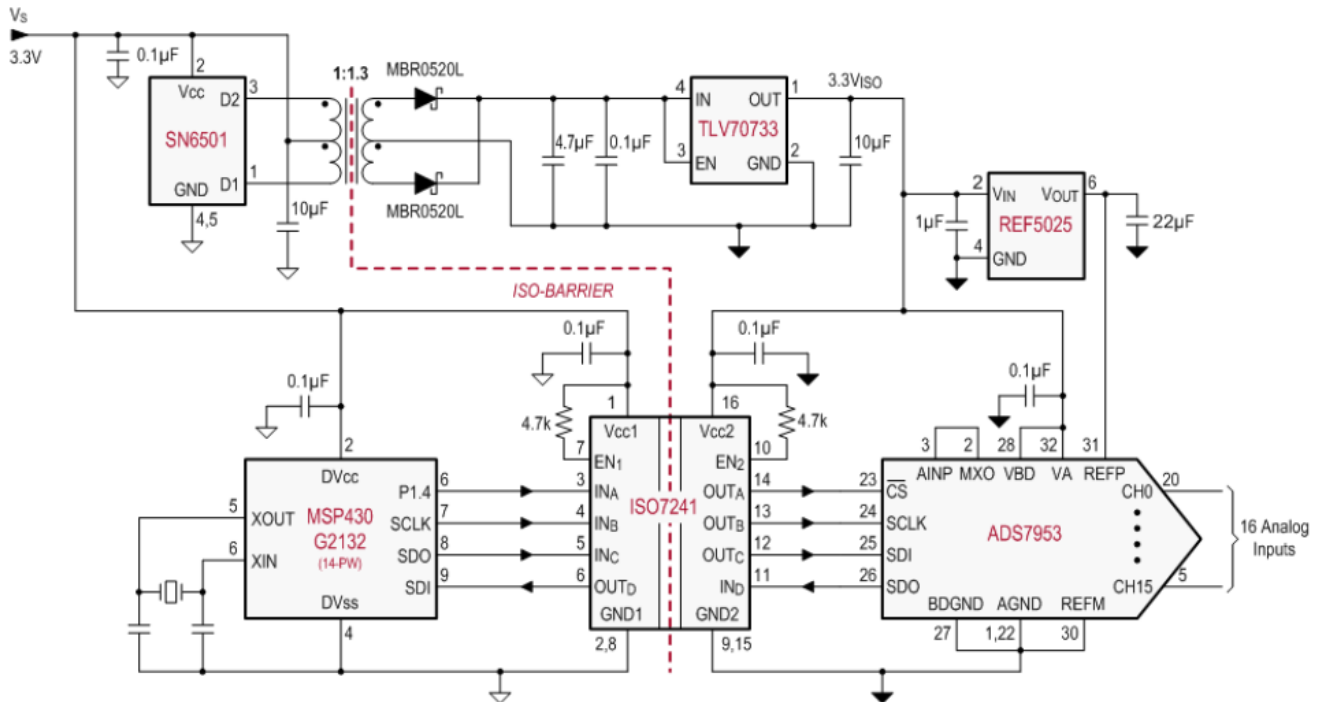 VS
3.3V
0.1µF
2
Vcc
D2
3
SN6501
D1
1
GND
4,5
10µF
1:1.3
MBR0520L
MBR0520L
4.7µF
0.1µF
4
IN
OUT
1
TLV70733
3
EN
GND
2
3.3VISO
10µF
2
VIN
VOUT
6
REF5025
1µF
4
GND
22µF
ISO-BARRIER
0.1µF
0.1µF
0.1µF
0.1µF
4.7k
4.7k
2
DVcc
5
XOUT
6
XIN
MSP430
G2132
(14-PW)
P1.4
6
SCLK
7
SDO
8
SDI
9
DVss
4
1
Vcc1
7
EN1
3
INA
4
INB
5
INC
6
OUTD
GND1
2,8
ISO7241
16
Vcc2
10
EN2
14
OUTA
13
OUTB
12
OUTC
11
IND
GND2
9,15
3
2
28
32
31
AINP
MXO
VBD
VA
REFP
23
CS
24
SCLK
25
SDI
26
SDO
ADS7953
CH0
20
CH15
5
16 Analog
Inputs
BDGND
AGND
REFM
27
1,22
30